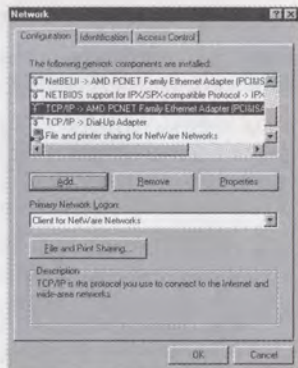 Network
Configuration Identification Access Control
The following network components are installed:
NetBEUI -> AMD PCNET Family Ethernet Adapter (PCI&IS
NETBIOS support for IPX/SPX-compatible Protocol -> IPX
TCP/IP -> AMD PCNET Family Ethernet Adapter (PCI&ISA
TCP/IP -> Dial-Up Adapter
File and printer sharing for NetWare Networks
Add... Remove Properties
Primary Network Logon:
Client for NetWare Networks
File and Print Sharing...
Description
TCP/IP is the protocol you use to connect to the Internet and
wide-area networks.
OK Cancel